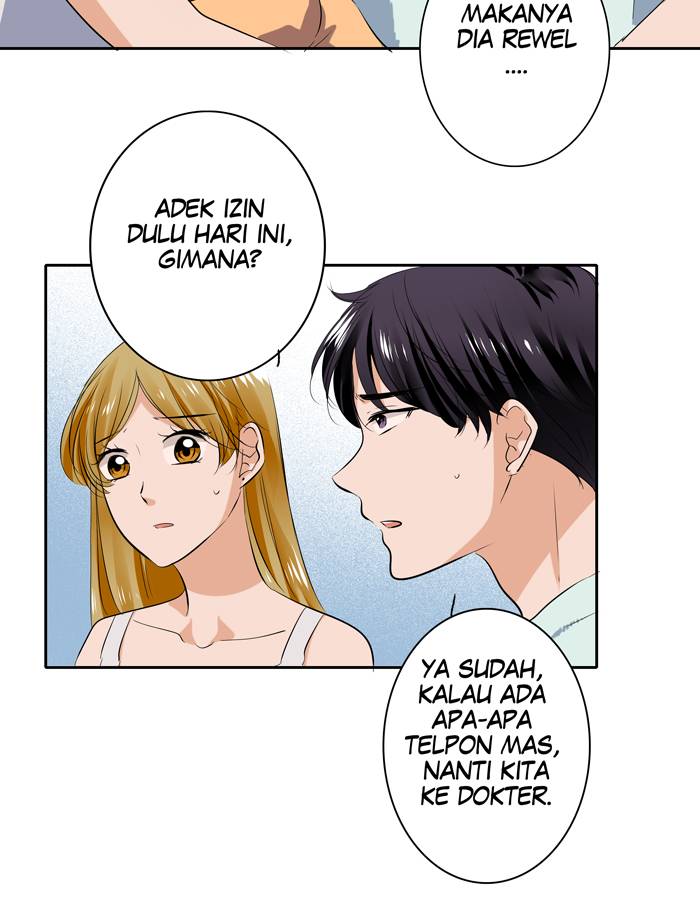 MAKANYA
DIA REWEL
....
ADEK IZIN
DULU HARI INI,
GIMANA?
YA SUDAH,
KALAU ADA
APA-APA
TELPON MAS,
NANTI KITA
KE DOKTER.